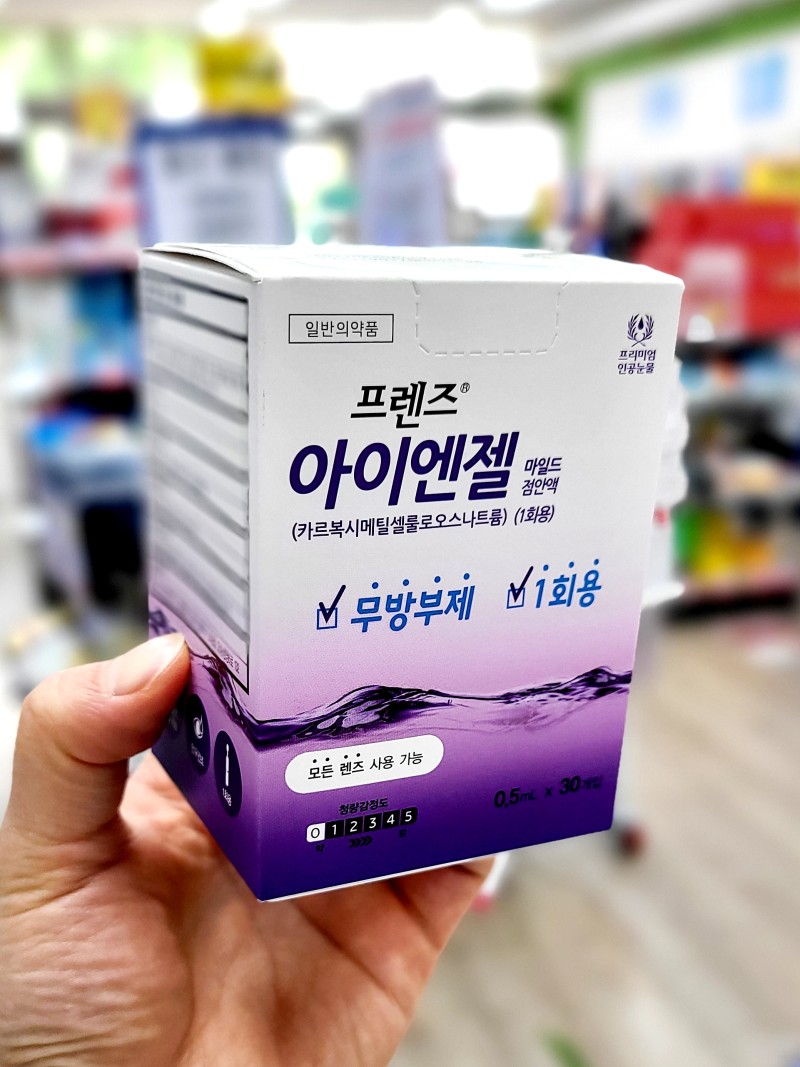 일반의약품
프리미엄
인공눈물
프렌즈®
아이엔젤
마일드
점안액
(카르복시메틸셀룰로오스나트륨) (1회용)
무방부제 1회용
모든 렌즈 사용 가능
청량감정도
0 1 2 3 4 5
0.5mL x 30개입